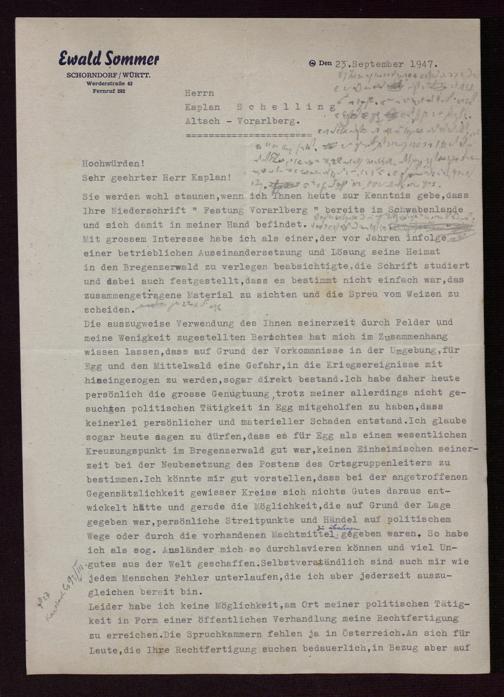 Ewald Sommer
SCHORNDORF / WÜRTT.
Werderstraße 42
Fernruf 282
Den 23.September 1947.
Herrn
Kaplan Schelling
Altach - Vorarlberg.
Hochwürden!
Sehr geehrter Herr Kaplan!
Sie werden wohl staunen,wenn ich Ihnen heute zur Kenntnis gebe,dass
Ihre Niederschrift " Festung Vorarlberg " bereits im Schwabenlande
und sich damit in meiner Hand befindet.
Mit grossem Interesse habe ich als einer,der vor Jahren infolge
einer betrieblichen Auseinandersetzung und Lösung seine Heimat
in den Bregenzerwald zu verlegen beabsichtigte,die Schrift studiert
und dabei auch festgestellt,dass es bestimmt nicht einfach war,das
zusammengetragene Material zu sichten und die Spreu vom Weizen zu
scheiden.
Die auszugweise Verwendung des Ihnen seinerzeit durch Felder und
meine Wenigkeit zugestellten Berichtes hat mich im Zusammenhang
wissen lassen,dass auf Grund der Vorkommnisse in der Umgebung,für
Egg und den Mittelwald eine Gefahr,in die Kriegsereignisse mit
hineingezogen zu werden,sogar direkt bestand.Ich habe daher heute
persönlich die grosse Genugtuung,trotz meiner allerdings nicht ge-
suchten politischen Tätigkeit in Egg mitgeholfen zu haben,dass
keinerlei persönlicher und materieller Schaden entstand.Ich glaube
sogar heute sagen zu dürfen,dass es für Egg als einem wesentlichen
Kreuzungspunkt im Bregenzerwald gut war,keinen Einheimischen seiner-
zeit bei der Neubesetzung des Postens des Ortsgruppenleiters zu
bestimmen.Ich könnte mir gut vorstellen,dass bei der angetroffenen
Gegensätzlichkeit gewisser Kreise sich nichts Gutes daraus ent-
wickelt hätte und gerade die Möglichkeit,die auf Grund der Lage
gegeben war,persönliche Streitpunkte und Händel auf politischem
Wege oder durch die vorhandenen Machtmittel gegeben waren. So habe
ich als sog. Ausländer mich so durchlavieren können und viel Un-
gutes aus der Welt geschaffen.Selbstverständlich sind auch mir wie
jedem Menschen Fehler unterlaufen,die ich aber jederzeit auszu-
gleichen bereit bin.
Leider habe ich keine Möglichkeit,am Ort meiner politischen Tätig-
keit in Form einer öffentlichen Verhandlung meine Rechtfertigung
zu erreichen.Die Spruchkammern fehlen ja in Österreich.An sich für
Leute,die Ihre Rechtfertigung suchen bedauerlich,in Bezug aber auf